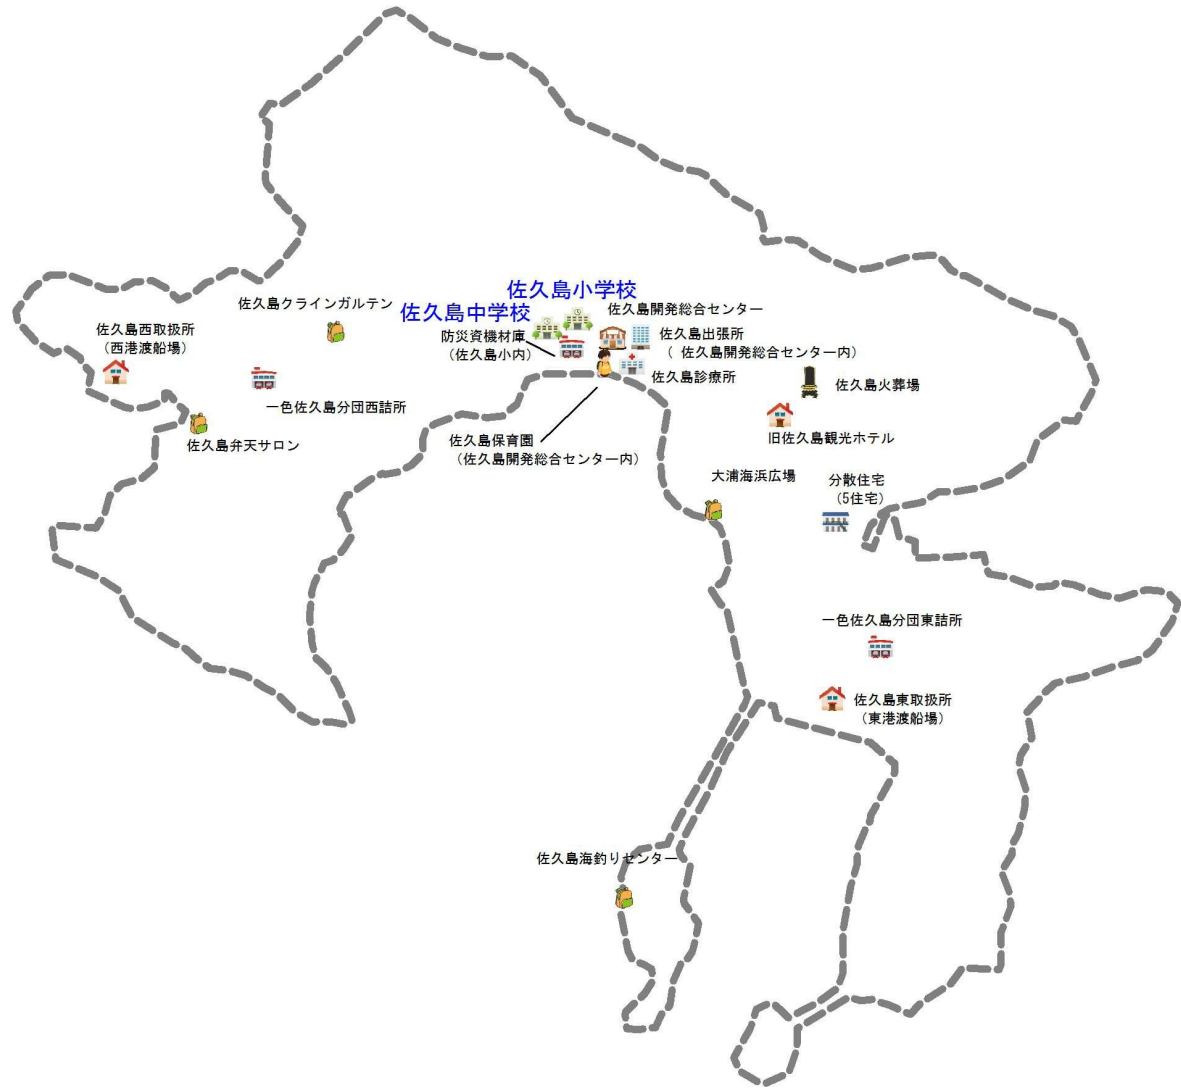 佐久島小学校
佐久島中学校
佐久島クラインガルテン
佐久島開発総合センター
佐久島西取扱所
(西港渡船場)
防災資機材庫
(佐久島小内)
佐久島出張所
( 佐久島開発総合センター内)
佐久島診療所
佐久島火葬場
一色佐久島分団西詰所
佐久島弁天サロン
佐久島保育園
(佐久島開発総合センター内)
旧佐久島観光ホテル
大浦海浜広場
分散住宅
(5住宅)
一色佐久島分団東詰所
佐久島東取扱所
(東港渡船場)
佐久島海釣りセンター